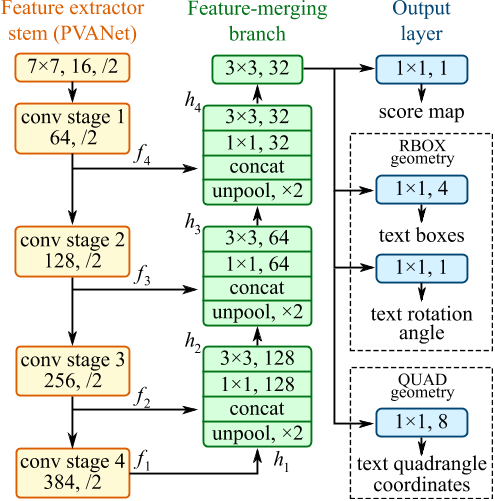 Feature extractor
stem (PVANet)
7×7, 16, /2
conv stage 1
64, /2
f4
conv stage 2
128, /2
f3
conv stage 3
256, /2
f2
conv stage 4
384, /2
f1
Feature-merging
branch
3×3, 32
h4
3×3, 32
1×1, 32
concat
unpool, ×2
h3
3×3, 64
1×1, 64
concat
unpool, ×2
h2
3×3, 128
1×1, 128
concat
unpool, ×2
h1
Output
layer
1×1, 1
score map
RBOX
geometry
1×1, 4
text boxes
1×1, 1
text rotation
angle
QUAD
geometry
1×1, 8
text quadrangle
coordinates